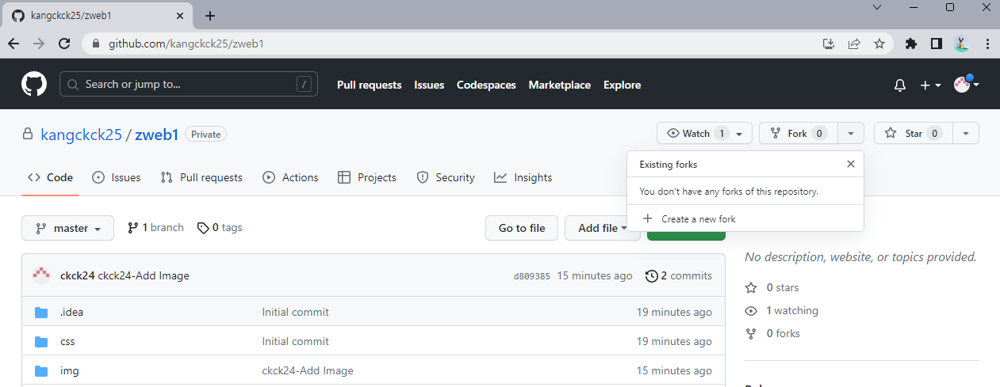 kangckck25/zweb1
github.com/kangckck25/zweb1
Search or jump to... / Pull requests Issues Codespaces Marketplace Explore
kangckck25 / zweb1 Private Watch 1 Fork 0 Star 0
Existing forks
Code Issues Pull requests Actions Projects Security Insights
You don't have any forks of this repository.
Create a new fork
master 1 branch 0 tags Go to file Add file
No description, website, or topics provided.
ckck24 ckck24-Add Image d809385 15 minutes ago 2 commits
0 stars
.idea Initial commit 19 minutes ago
1 watching
0 forks
css Initial commit 19 minutes ago
img ckck24-Add Image 15 minutes ago